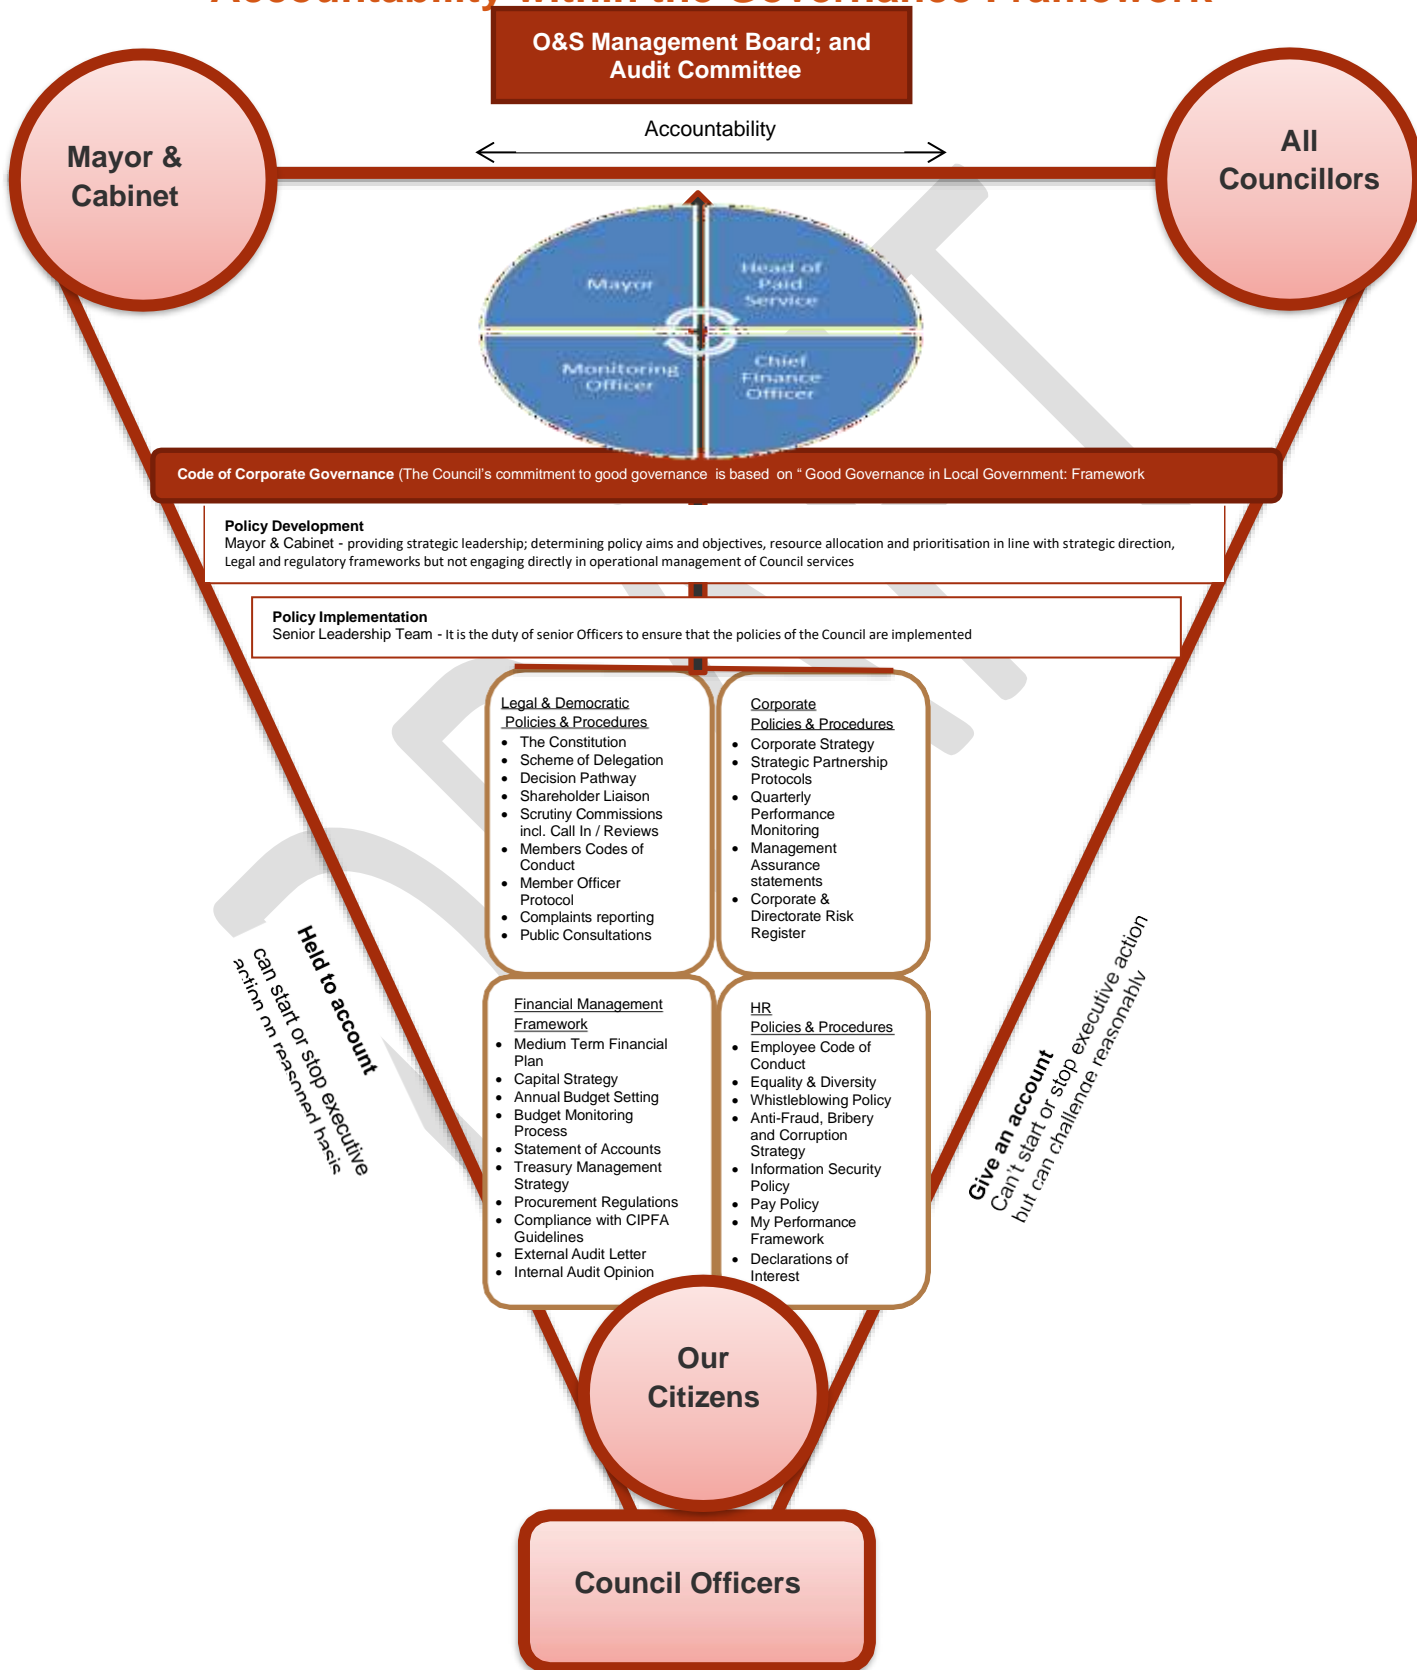 Accountability within the Governance Framework
O&S Management Board; and
Audit Committee
Accountability
Mayor &
Cabinet
All
Councillors
Mayor
Head of
Paid
Service
Monitoring
Officer
Chief
Finance
Officer
Code of Corporate Governance (The Council's commitment to good governance is based on " Good Governance in Local Government: Framework
Policy Development
Mayor & Cabinet - providing strategic leadership; determining policy aims and objectives, resource allocation and prioritisation in line with strategic direction,
Legal and regulatory frameworks but not engaging directly in operational management of Council services
Policy Implementation
Senior Leadership Team - It is the duty of senior Officers to ensure that the policies of the Council are implemented
Legal & Democratic
Policies & Procedures
• The Constitution
• Scheme of Delegation
• Decision Pathway
• Shareholder Liaison
• Scrutiny Commissions
incl. Call In / Reviews
• Members Codes of
Conduct
• Member Officer
Protocol
• Complaints reporting
• Public Consultations
Corporate
Policies & Procedures
• Corporate Strategy
• Strategic Partnership
Protocols
• Quarterly
Performance
Monitoring
• Management
Assurance
statements
• Corporate &
Directorate Risk
Register
Held to account
can start or stop executive
action on reasoned basis
Financial Management
Framework
• Medium Term Financial
Plan
• Capital Strategy
• Annual Budget Setting
• Budget Monitoring
Process
• Statement of Accounts
• Treasury Management
Strategy
• Procurement Regulations
• Compliance with CIPFA
Guidelines
• External Audit Letter
• Internal Audit Opinion
HR
Policies & Procedures
• Employee Code of
Conduct
• Equality & Diversity
• Whistleblowing Policy
• Anti-Fraud, Bribery
and Corruption
Strategy
• Information Security
Policy
• Pay Policy
• My Performance
Framework
• Declarations of
Interest
Give an account
Can't start or stop executive action
but can challenge reasonably
Our
Citizens
Council Officers
DRAFT